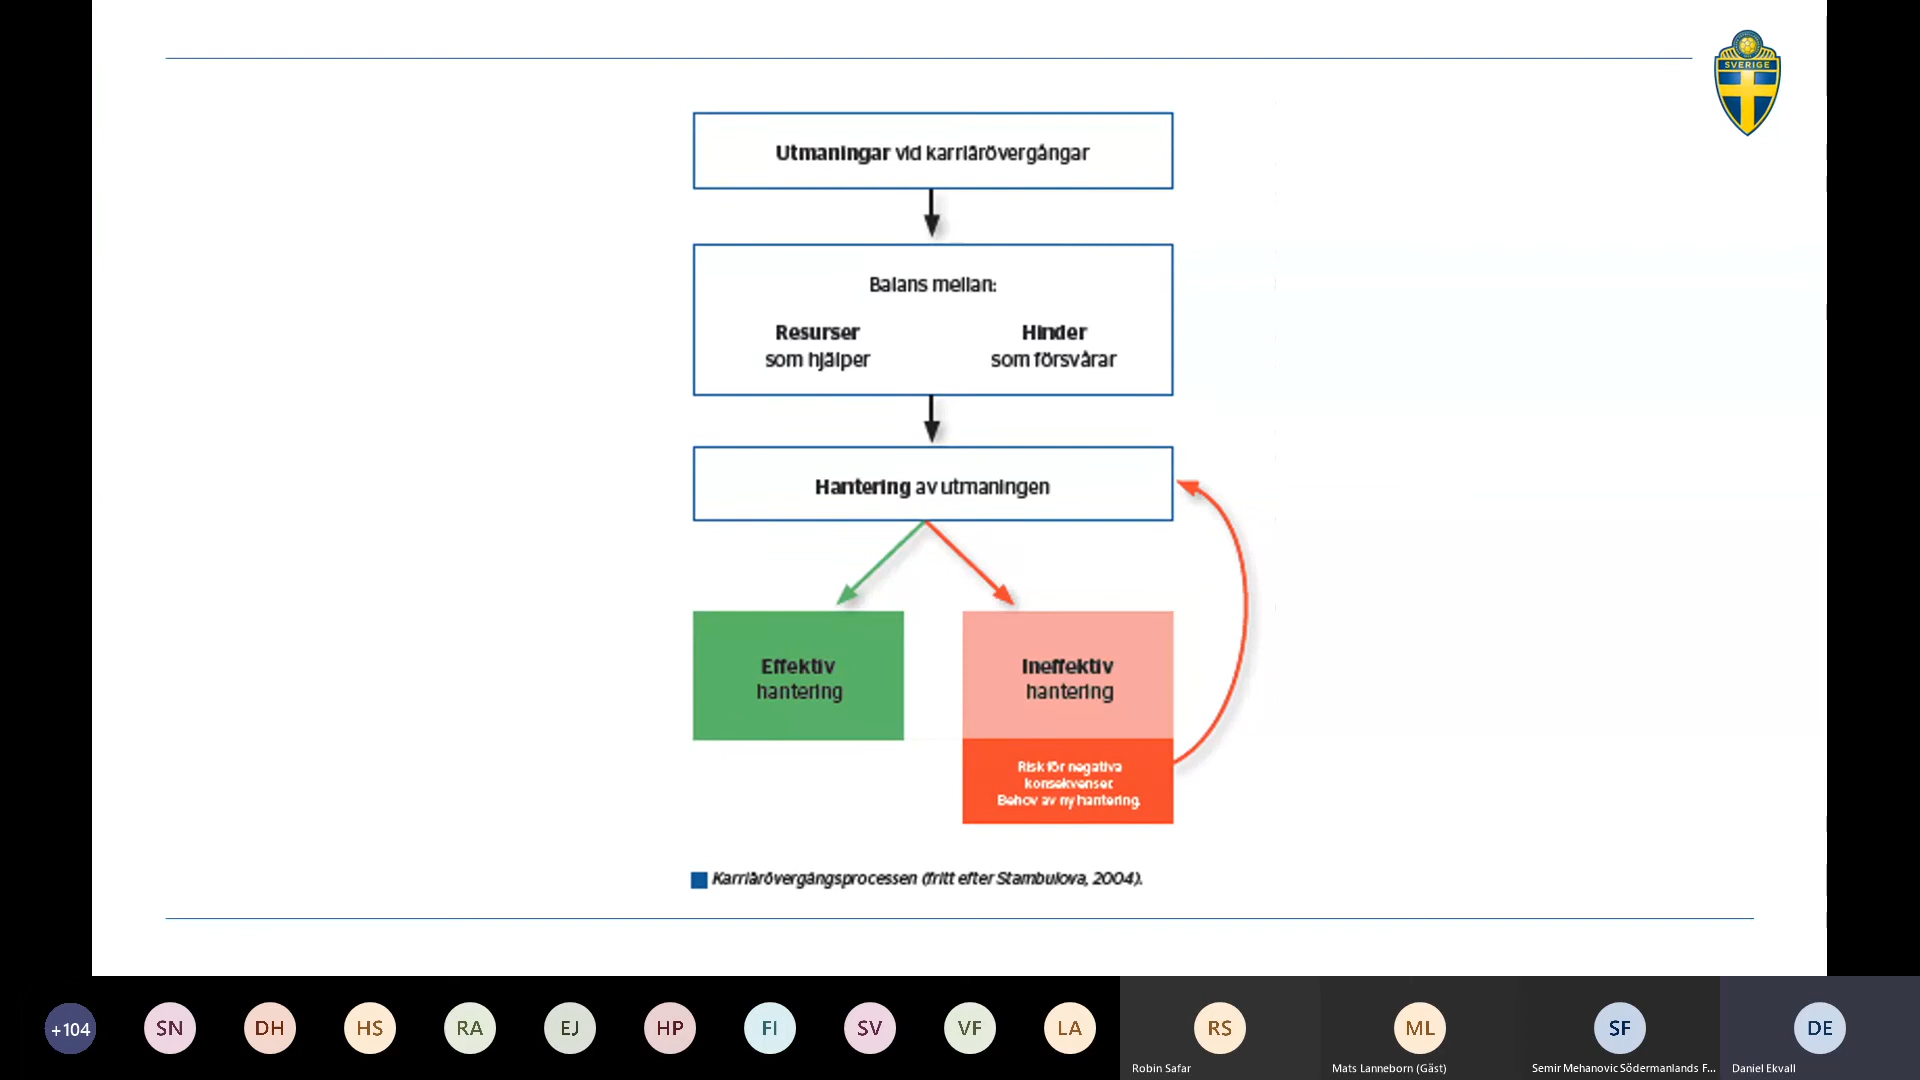 SVERIGE
Utmaningar vid karriärövergångar
Balans mellan:
Resurser
som hjälper
Hinder
som försvårar
Hantering av utmaningen
Effektiv
hantering
Ineffektiv
hantering
Risk för negativa
konsekvenser.
Behov av ny hantering.
Karriärövergångsprocessen (fritt efter Stambulova, 2004).
+104
SN
DH
HS
RA
EJ
HP
FI
SV
VF
LA
RS
ML
SF
DE
Robin Safar
Mats Lanneborn (Gäst)
Semir Mehanovic Södermanlands F...
Daniel Ekvall